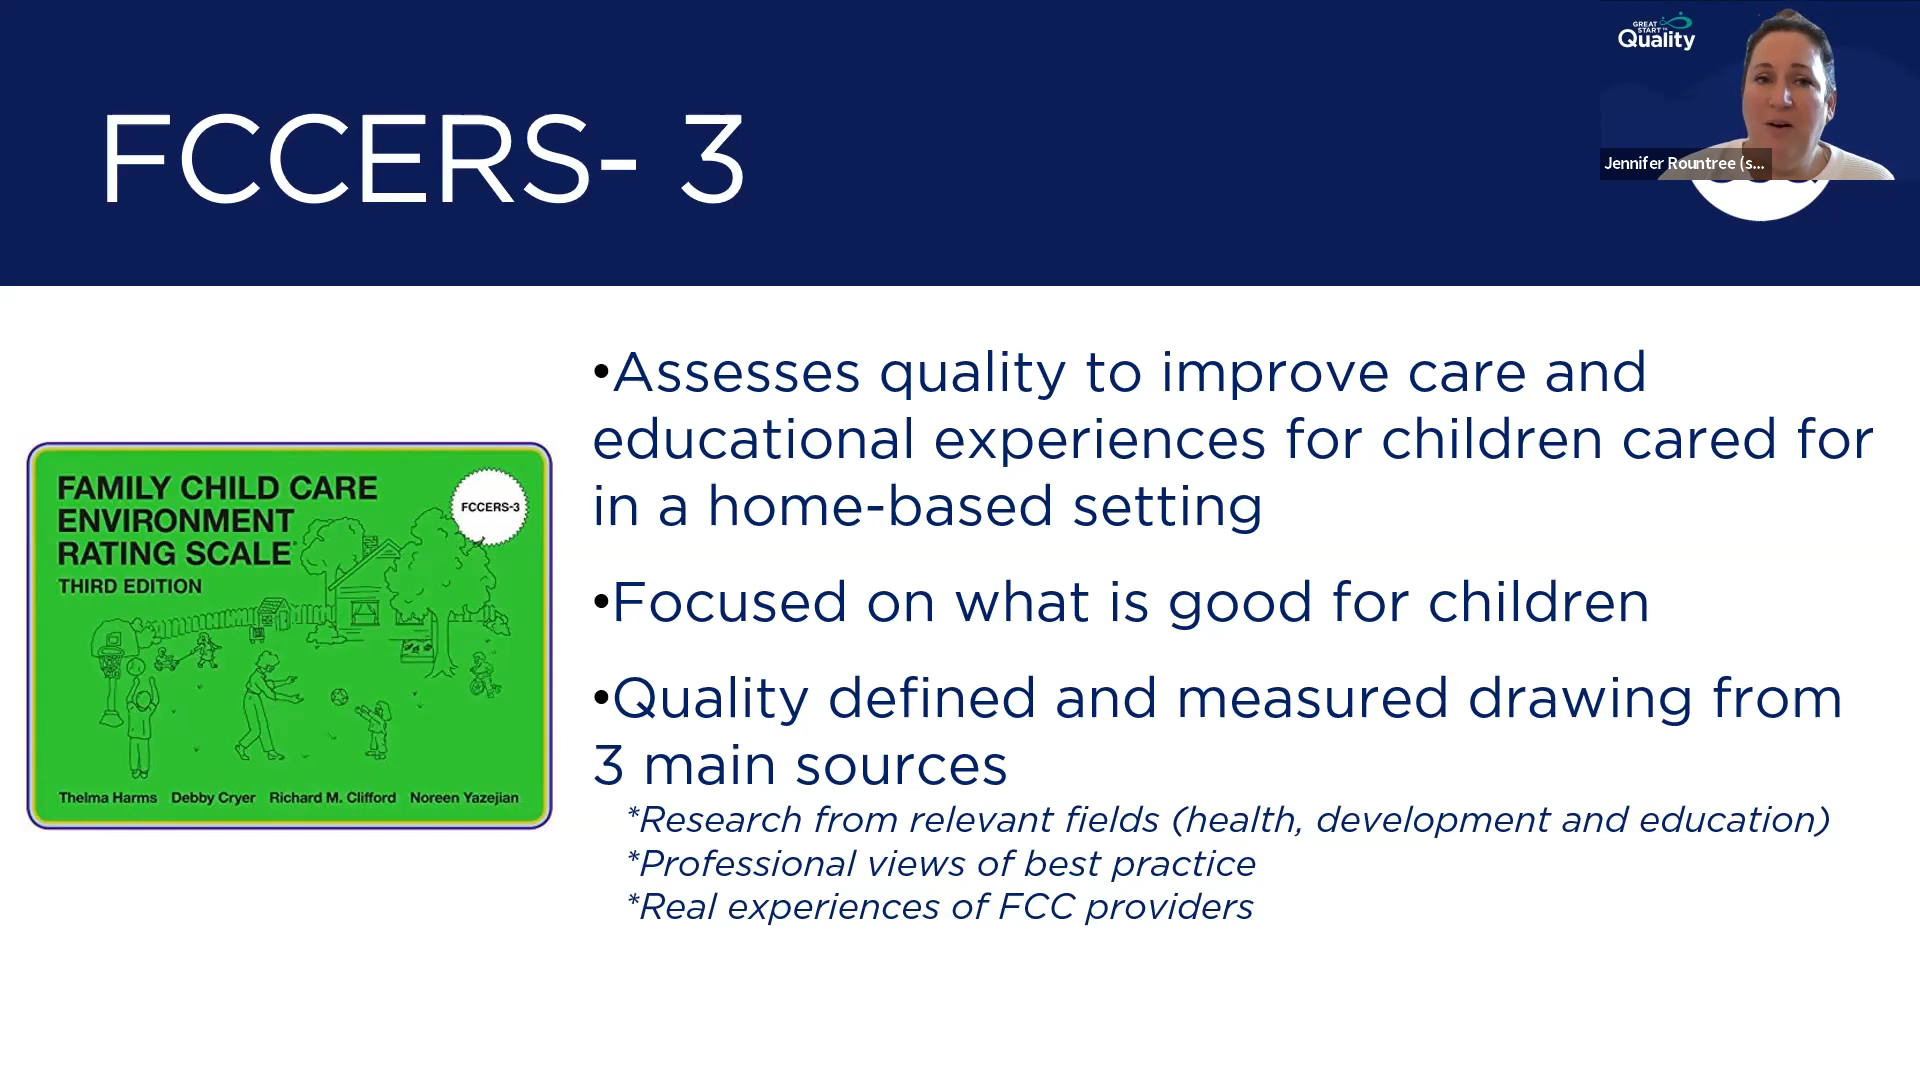 FCCERS- 3
GREAT
START TO
Quality
Jennifer Rountree (s...
•Assesses quality to improve care and
educational experiences for children cared for
in a home-based setting
•Focused on what is good for children
•Quality defined and measured drawing from
3 main sources
*Research from relevant fields (health, development and education)
*Professional views of best practice
*Real experiences of FCC providers
FAMILY CHILD CARE
ENVIRONMENT
RATING SCALE®
THIRD EDITION
FCCERS-3
Thelma Harms Debby Cryer Richard M. Clifford Noreen Yazejian